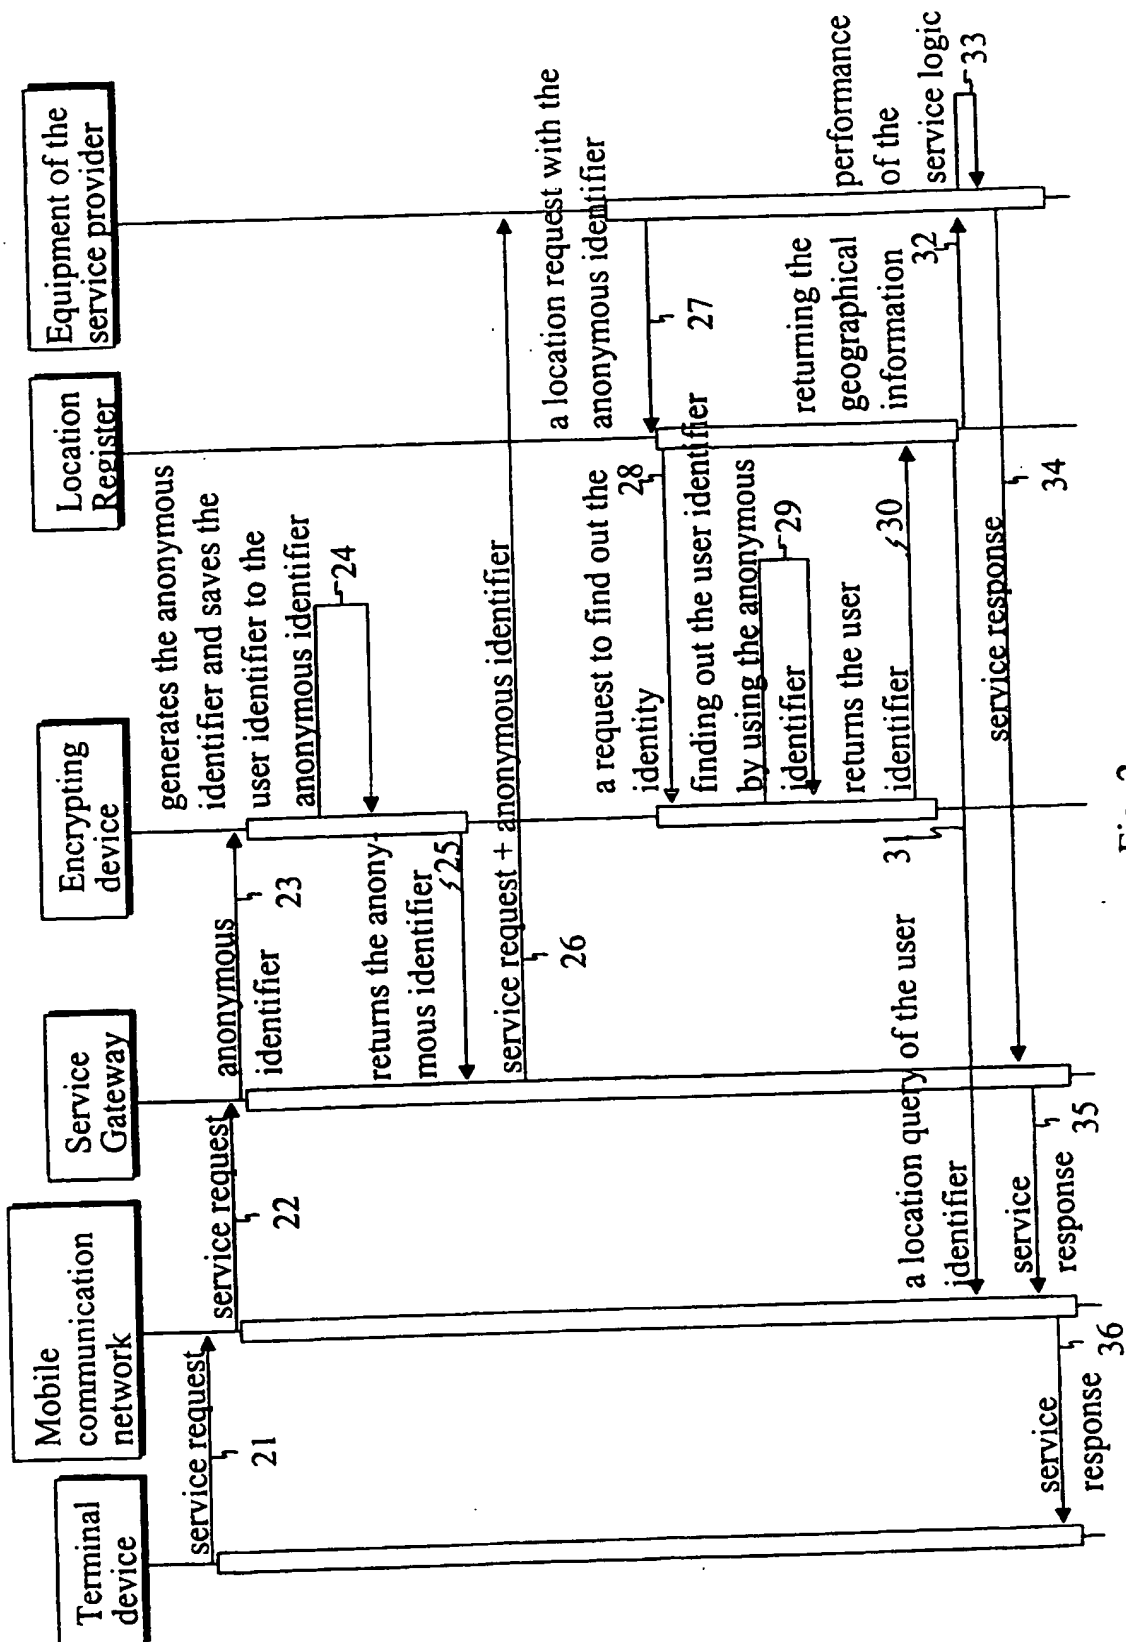 Terminal
device
Mobile
communication
network
Service
Gateway
Encrypting
device
Location
Register
Equipment of the
service provider
service request
21
service request
22
anonymous
identifier
23
generates the anonymous
identifier and saves the
user identifier to the
anonymous identifier
24
returns the anony-
mous identifier
25
service request + anonymous identifier
26
a location request with the
anonymous identifier
27
a request to find out the
identity
28
finding out the user identifier
by using the anonymous
identifier
29
returns the user
identifier
30
a location query of the user
identifier
31
returning the
geographical
information
32
performance
of the
service logic
33
service response
34
service
response
35
service
response
36